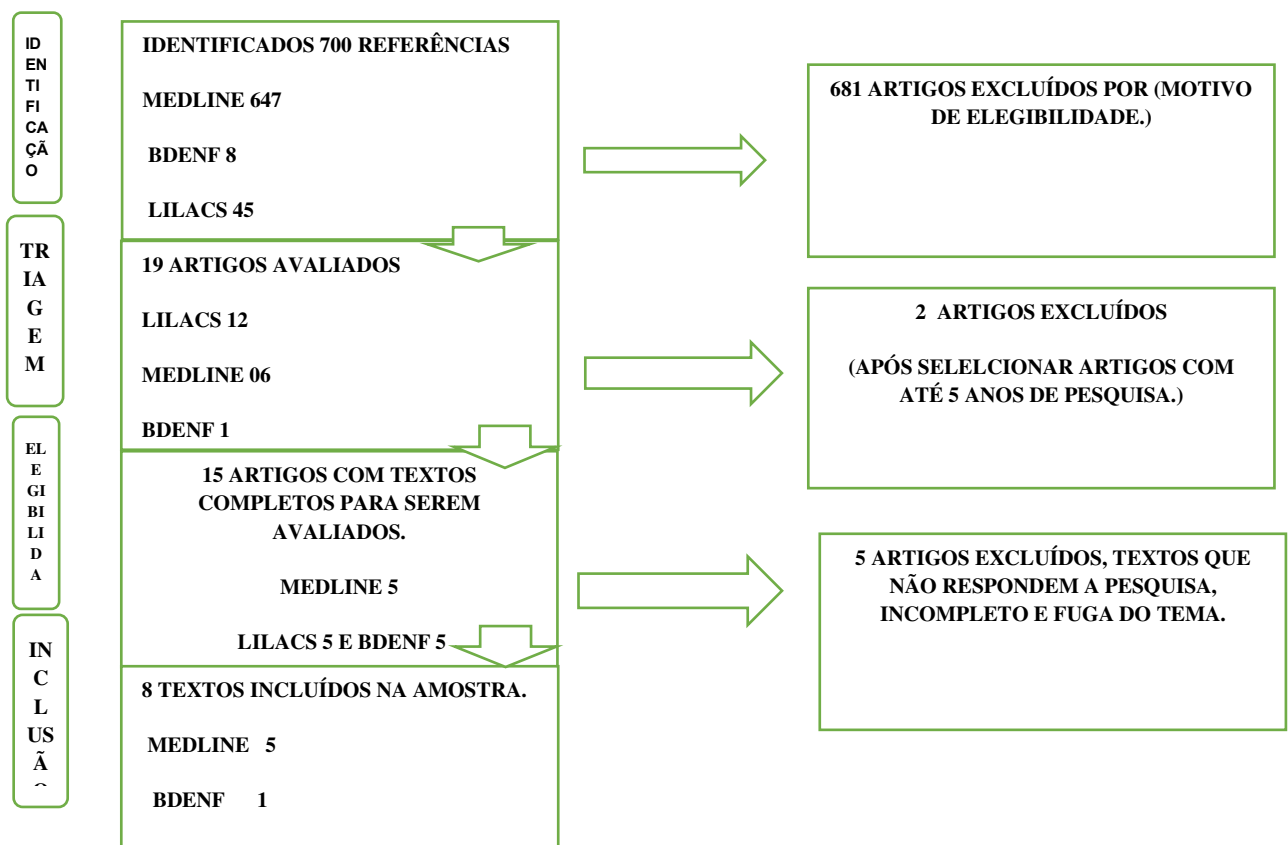 ID
EN
TI
FI
CA
ÇÃ
O
IDENTIFICADOS 700 REFERÊNCIAS
MEDLINE 647
BDENF 8
LILACS 45
681 ARTIGOS EXCLUÍDOS POR (MOTIVO
DE ELEGIBILIDADE.)
TR
IA
G
E
M
19 ARTIGOS AVALIADOS
LILACS 12
MEDLINE 06
BDENF 1
2 ARTIGOS EXCLUÍDOS
(APÓS SELELCIONAR ARTIGOS COM
ATÉ 5 ANOS DE PESQUISA.)
EL
E
GI
BI
LI
D
A
15 ARTIGOS COM TEXTOS
COMPLETOS PARA SEREM
AVALIADOS.
MEDLINE 5
LILACS 5 E BDENF 5
5 ARTIGOS EXCLUÍDOS, TEXTOS QUE
NÃO RESPONDEM A PESQUISA,
INCOMPLETO E FUGA DO TEMA.
IN
C
L
US
Ã
8 TEXTOS INCLUÍDOS NA AMOSTRA.
MEDLINE 5
BDENF 1